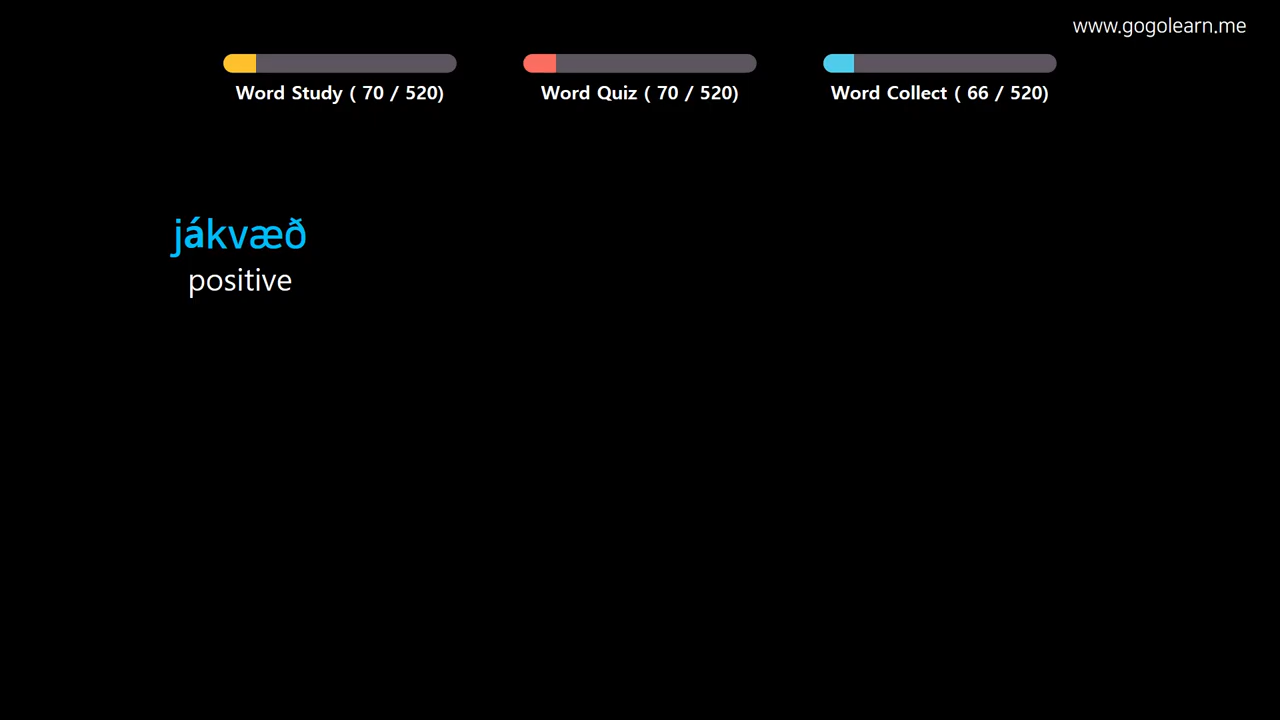 www.gogolearn.me
Word Study ( 70 / 520)
Word Quiz ( 70 / 520)
Word Collect ( 66 / 520)
jákvæð
positive